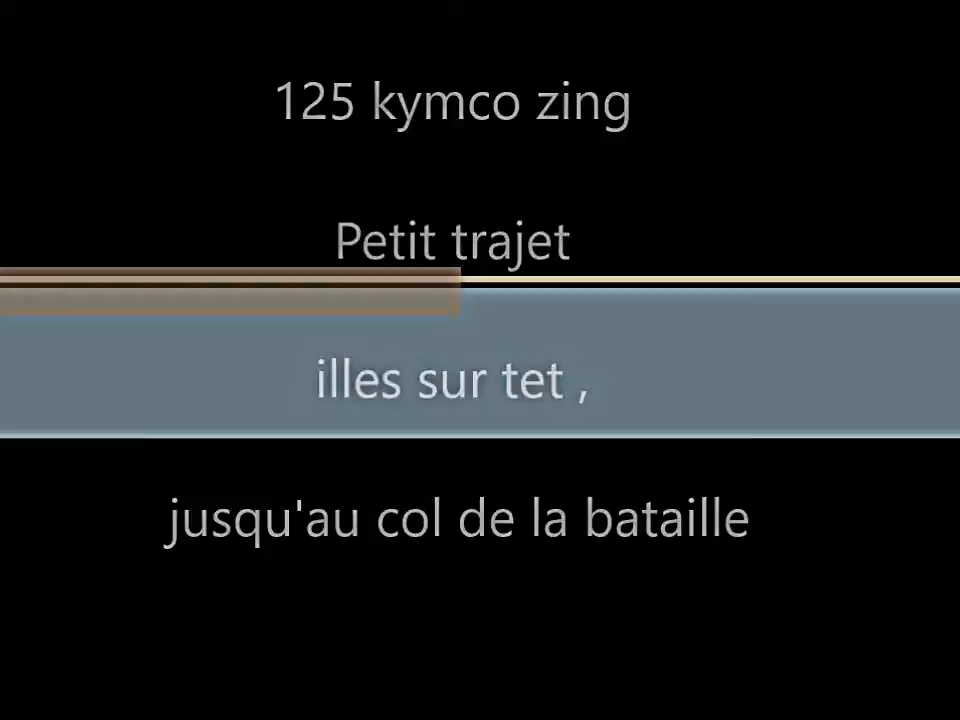 125 kymco zing
Petit trajet
illes sur tet ,
jusqu'au col de la bataille